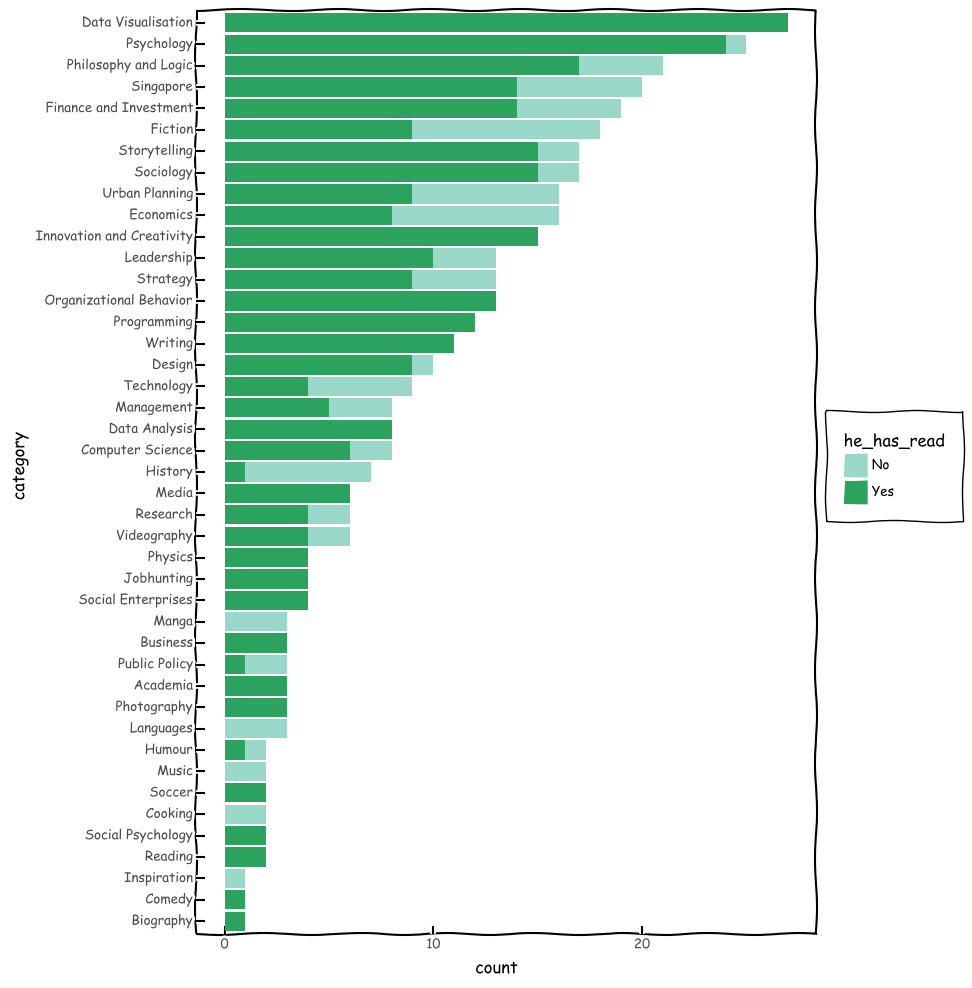 Data Visualisation
Psychology
Philosophy and Logic
Singapore
Finance and Investment
Fiction
Storytelling
Sociology
Urban Planning
Economics
Innovation and Creativity
Leadership
Strategy
Organizational Behavior
Programming
Writing
Design
Technology
Management
Data Analysis
Computer Science
History
Media
Research
Videography
Physics
Jobhunting
Social Enterprises
Manga
Business
Public Policy
Academia
Photography
Languages
Humour
Music
Soccer
Cooking
Social Psychology
Reading
Inspiration
Comedy
Biography
category
0 10 20
count
he_has_read
No
Yes